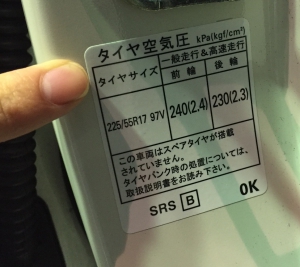 タイヤ空気圧 kPa(kgf/cm²)
タイヤサイズ 一般走行&高速走行
前輪 後輪
225/55R17 97V 240(2.4) 230(2.3)
この車両はスペアタイヤが搭載
されていません。
タイヤパンク時の処置については、
取扱説明書をお読み下さい。
SRS B OK